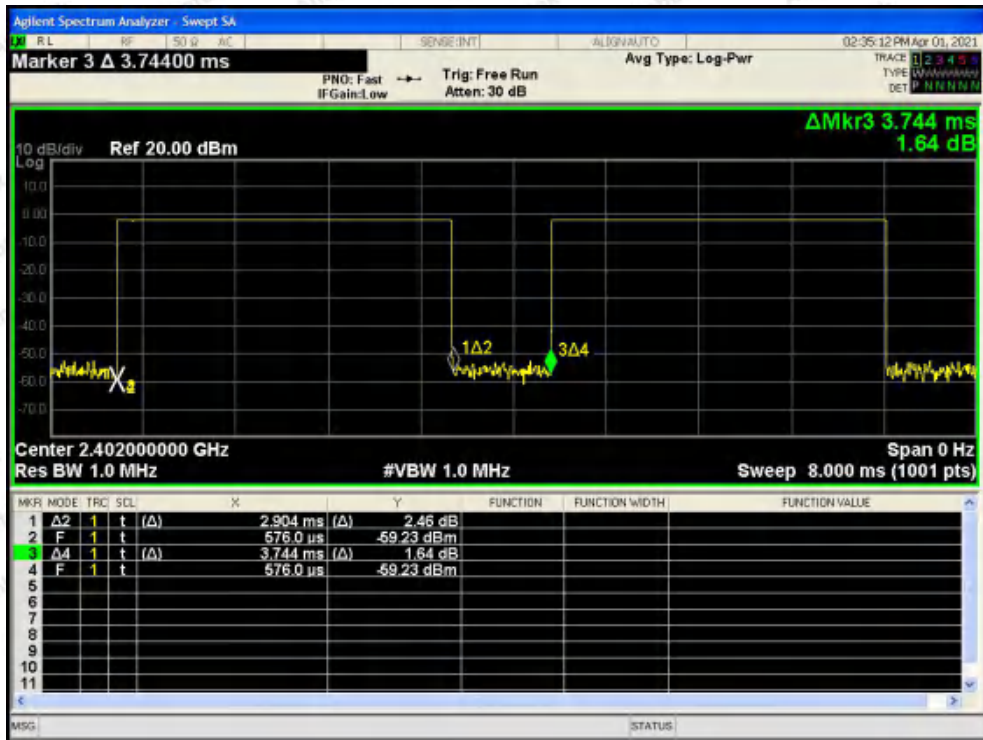 Agilent Spectrum Analyzer - Swept SA
LXI RL RF 50 Ω AC SENSE:INT ALIGN AUTO 02:35:12 PM Apr 01, 2021
Marker 3 Δ 3.74400 ms
PNO: Fast
IFGain:Low
Trig: Free Run
Atten: 30 dB
Avg Type: Log-Pwr
TRACE 1 2 3 4 5 6
TYPE
DET P N N N N N
ΔMkr3 3.744 ms
1.64 dB
10 dB/div Ref 20.00 dBm
Log
10.0
0.00
-10.0
-20.0
-30.0
-40.0
-50.0
-60.0
-70.0
1Δ2
3Δ4
Center 2.402000000 GHz Span 0 Hz
Res BW 1.0 MHz #VBW 1.0 MHz Sweep 8.000 ms (1001 pts)
MKR MODE TRC SCL X Y FUNCTION FUNCTION WIDTH FUNCTION VALUE
1 Δ2 1 t (Δ) 2.904 ms (Δ) 2.46 dB
2 F 1 t 576.0 µs -59.23 dBm
3 Δ4 1 t (Δ) 3.744 ms (Δ) 1.64 dB
4 F 1 t 576.0 µs -59.23 dBm
5
6
7
8
9
10
11
MSG STATUS